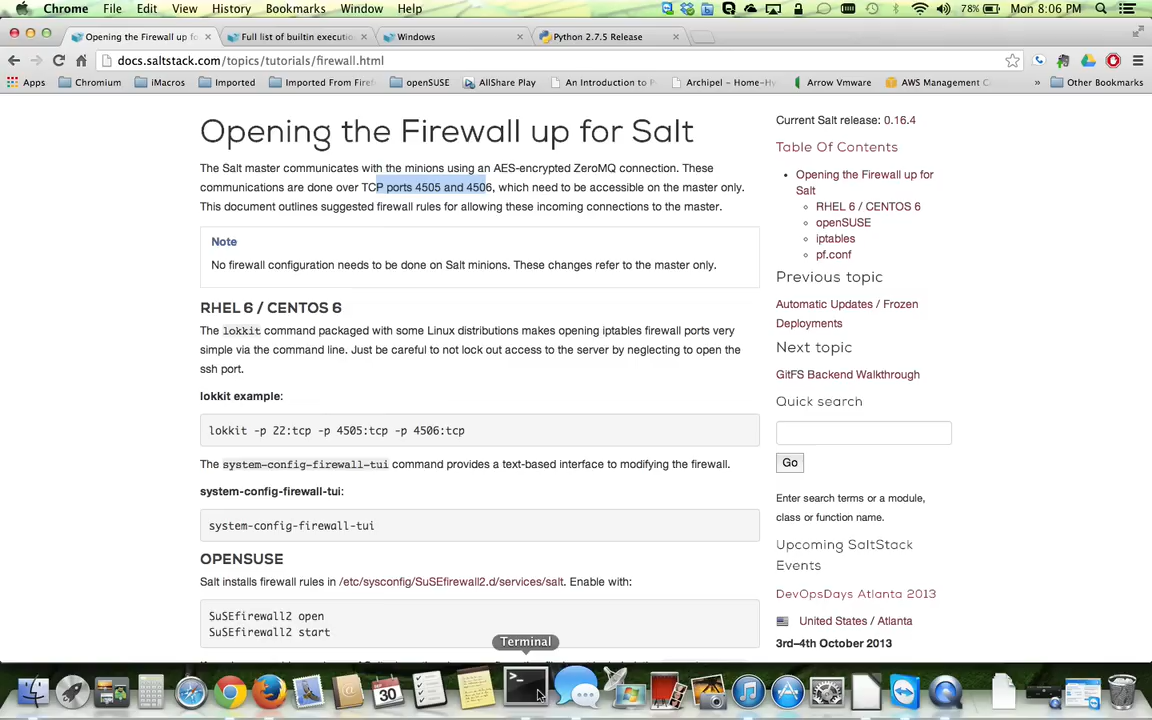 Chrome File Edit View History Bookmarks Window Help
78% Mon 8:06 PM
Opening the Firewall up fo
Full list of builtin executio
Windows
Python 2.7.5 Release
docs.saltstack.com/topics/tutorials/firewall.html
Apps Chromium iMacros Imported Imported From Firef openSUSE AllShare Play An Introduction to P Archipel - Home-Hy Arrow Vmware AWS Management C » Other Bookmarks
Opening the Firewall up for Salt
The Salt master communicates with the minions using an AES-encrypted ZeroMQ connection. These
communications are done over TCP ports 4505 and 4506, which need to be accessible on the master only.
This document outlines suggested firewall rules for allowing these incoming connections to the master.
Note
No firewall configuration needs to be done on Salt minions. These changes refer to the master only.
RHEL 6 / CENTOS 6
The lokkit command packaged with some Linux distributions makes opening iptables firewall ports very
simple via the command line. Just be careful to not lock out access to the server by neglecting to open the
ssh port.
lokkit example:
lokkit -p 22:tcp -p 4505:tcp -p 4506:tcp
The system-config-firewall-tui command provides a text-based interface to modifying the firewall.
system-config-firewall-tui:
system-config-firewall-tui
OPENSUSE
Salt installs firewall rules in /etc/sysconfig/SuSEfirewall2.d/services/salt. Enable with:
SuSEfirewall2 open
SuSEfirewall2 start
Current Salt release: 0.16.4
Table Of Contents
Opening the Firewall up for
Salt
RHEL 6 / CENTOS 6
openSUSE
iptables
pf.conf
Previous topic
Automatic Updates / Frozen
Deployments
Next topic
GitFS Backend Walkthrough
Quick search
Go
Enter search terms or a module,
class or function name.
Upcoming SaltStack
Events
DevOpsDays Atlanta 2013
United States / Atlanta
3rd–4th October 2013
Terminal
30